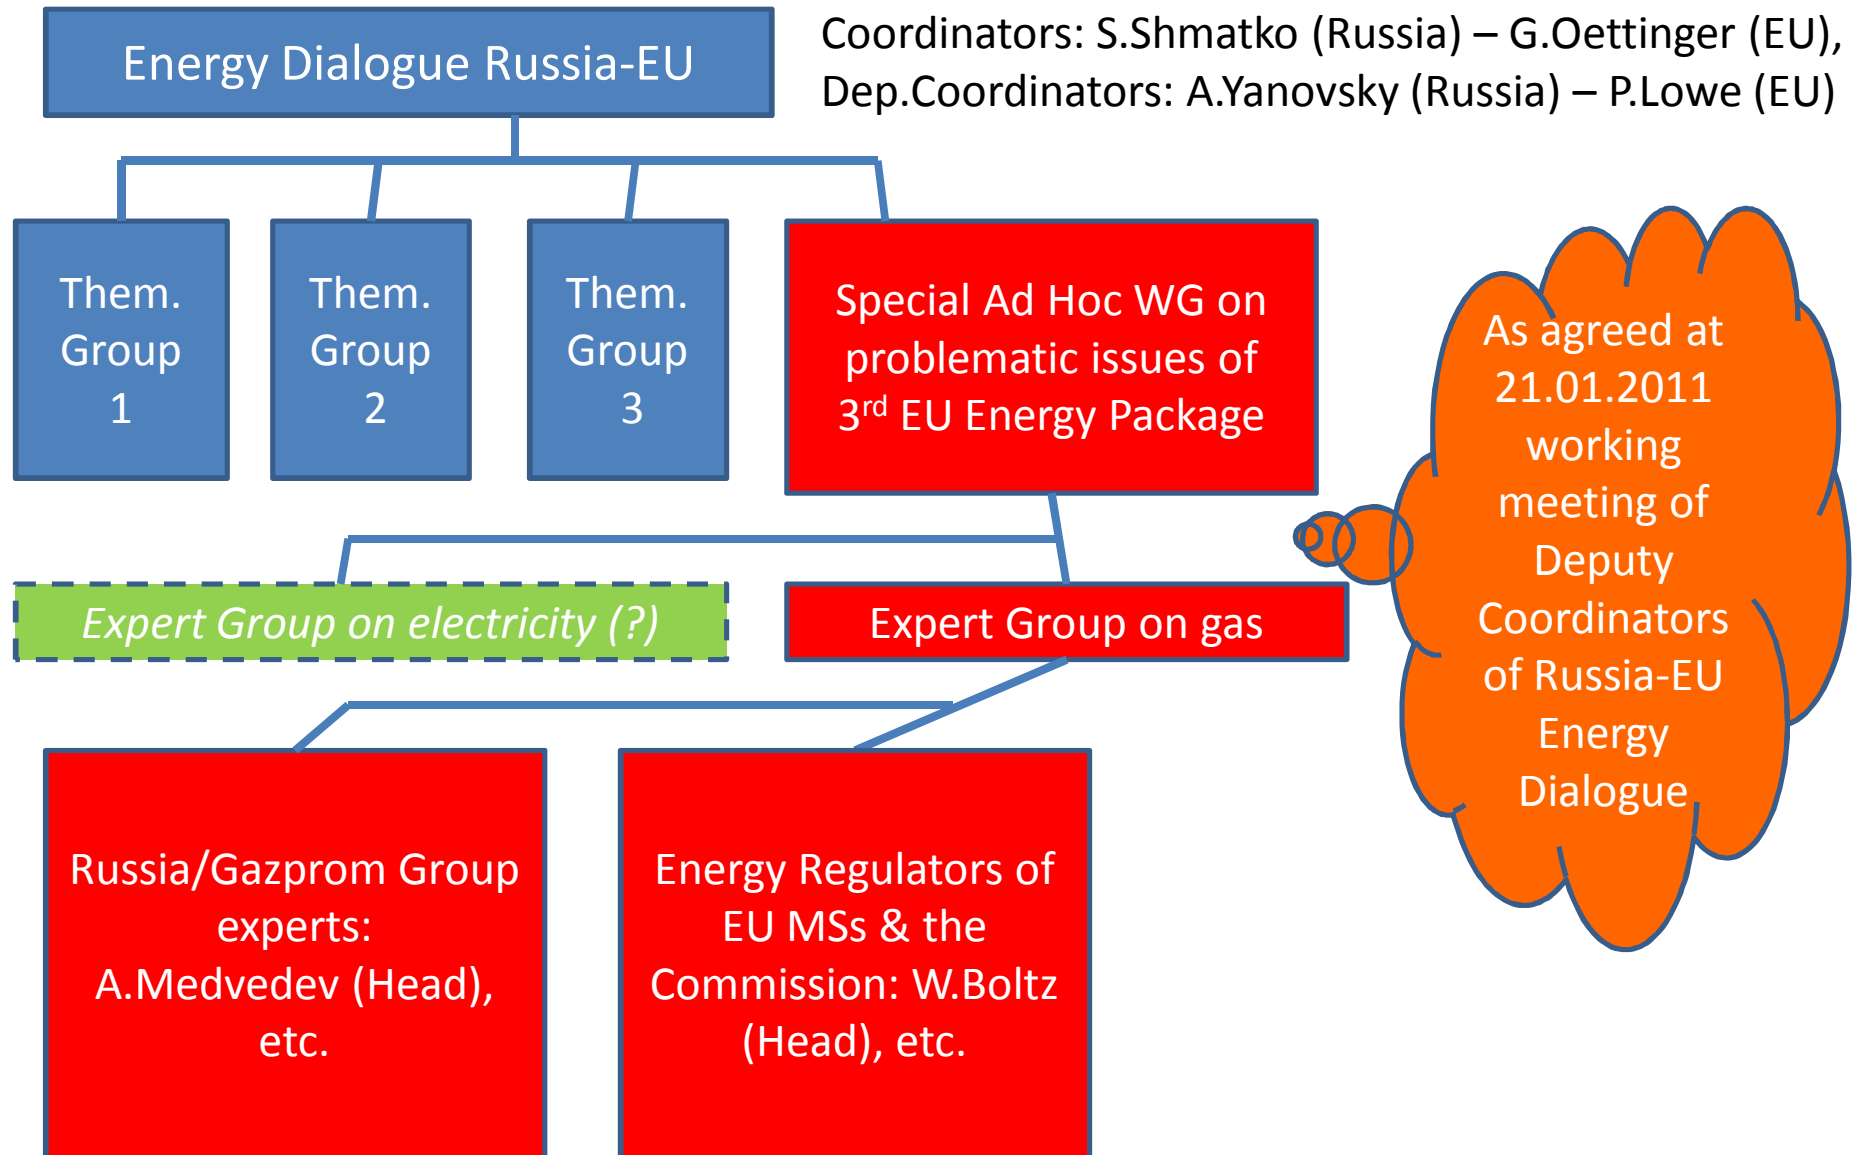 Energy Dialogue Russia-EU
Coordinators: S.Shmatko (Russia) – G.Oettinger (EU),
Dep.Coordinators: A.Yanovsky (Russia) – P.Lowe (EU)
Them.
Group
1
Them.
Group
2
Them.
Group
3
Special Ad Hoc WG on
problematic issues of
3rd EU Energy Package
As agreed at
21.01.2011
working
meeting of
Deputy
Coordinators
of Russia-EU
Energy
Dialogue
Expert Group on electricity (?)
Expert Group on gas
Russia/Gazprom Group
experts:
A.Medvedev (Head),
etc.
Energy Regulators of
EU MSs & the
Commission: W.Boltz
(Head), etc.